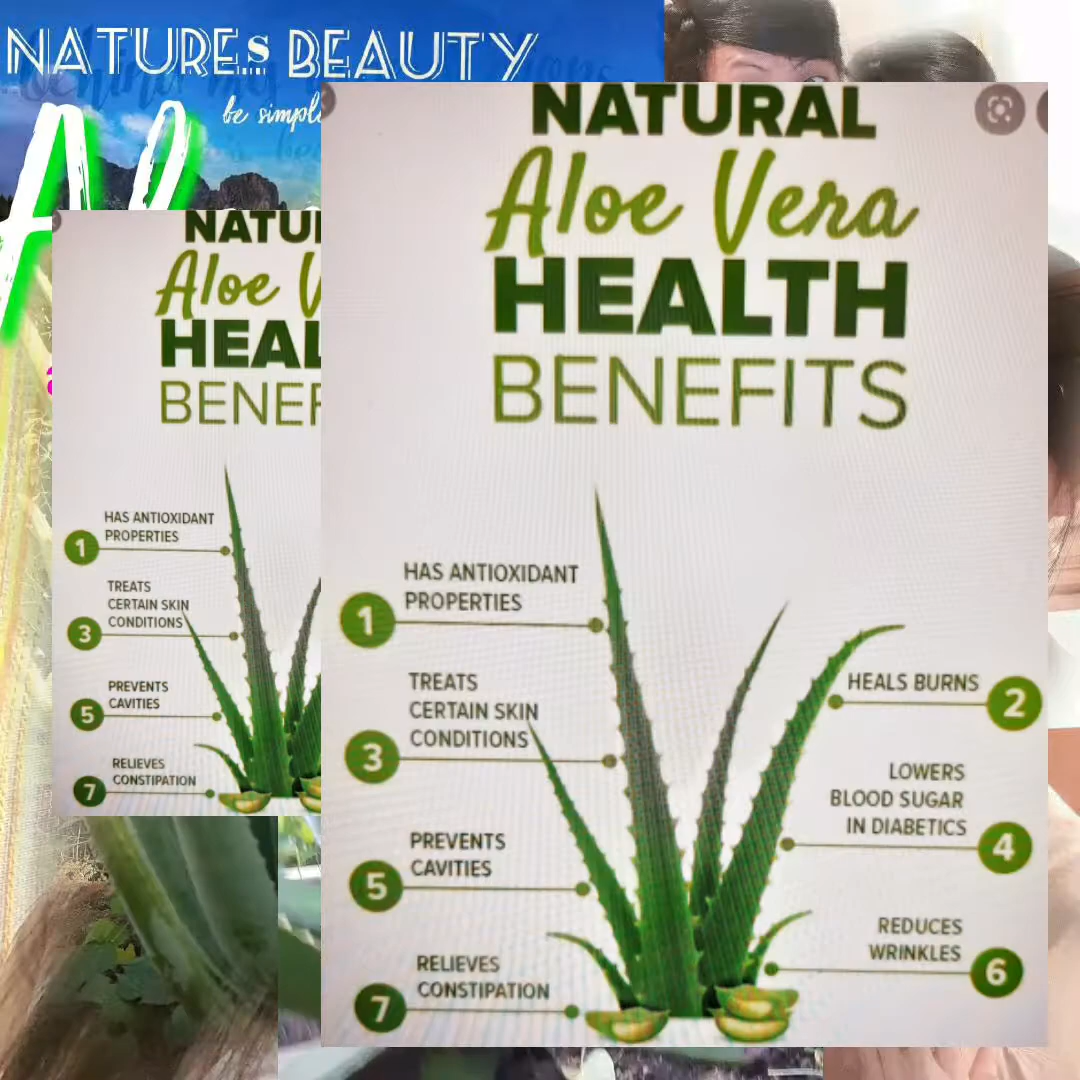 NATUREs BEAUTY
be simple
Al
NATURAL
Aloe Vera
HEALTH
BENEFITS
1
HAS ANTIOXIDANT
PROPERTIES
HEALS BURNS
2
3
TREATS
CERTAIN SKIN
CONDITIONS
LOWERS
BLOOD SUGAR
IN DIABETICS
4
5
PREVENTS
CAVITIES
REDUCES
WRINKLES
6
7
RELIEVES
CONSTIPATION
NATU
Aloe V
HEAL
BENEF
1
HAS ANTIOXIDANT
PROPERTIES
3
TREATS
CERTAIN SKIN
CONDITIONS
5
PREVENTS
CAVITIES
7
RELIEVES
CONSTIPATION